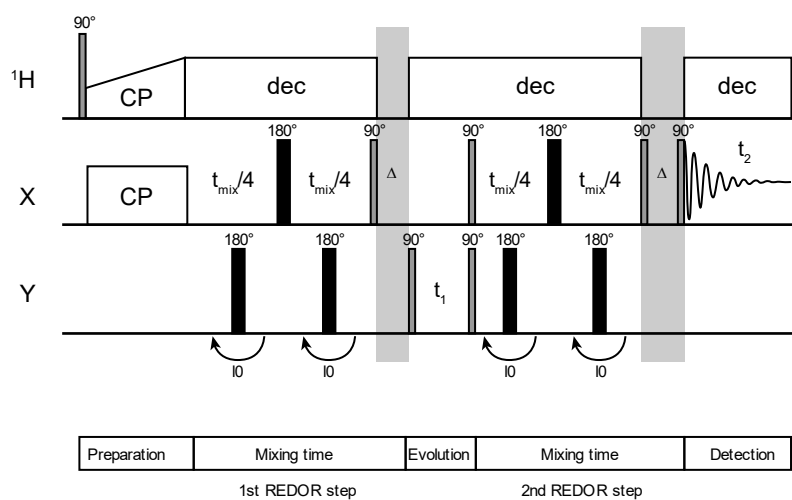 90°
¹H
CP
dec
dec
dec
180°
90°
90°
180°
90°
90°
X
CP
t_mix/4
t_mix/4
Δ
t_mix/4
t_mix/4
Δ
t₂
180°
180°
90°
90°
180°
180°
Y
t₁
l0
l0
l0
l0
Preparation
Mixing time
Evolution
Mixing time
Detection
1st REDOR step
2nd REDOR step